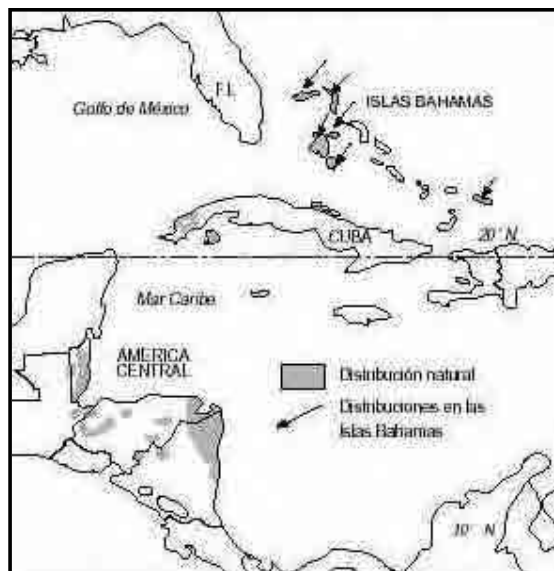 FL
Golfo de México
ISLAS BAHAMAS
CUBA
20° N
Mar Caribe
AMERICA
CENTRAL
Distribución natural
Distribuciones en las
Islas Bahamas
10° N